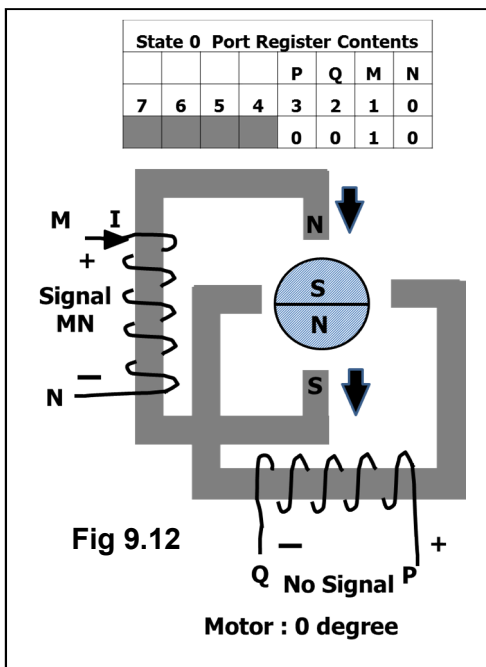 State 0 Port Register Contents
P Q M N
7 6 5 4 3 2 1 0
0 0 1 0
N
M I
+
S
Signal
MN
N
S
N —
Fig 9.12
— +
Q No Signal P
Motor : 0 degree